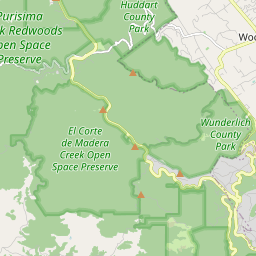 Purisima
k Redwoods
Open Space
Preserve
Huddart
County
Park
Woo
El Corte
de Madera
Creek Open
Space Preserve
Wunderlich
County
Park